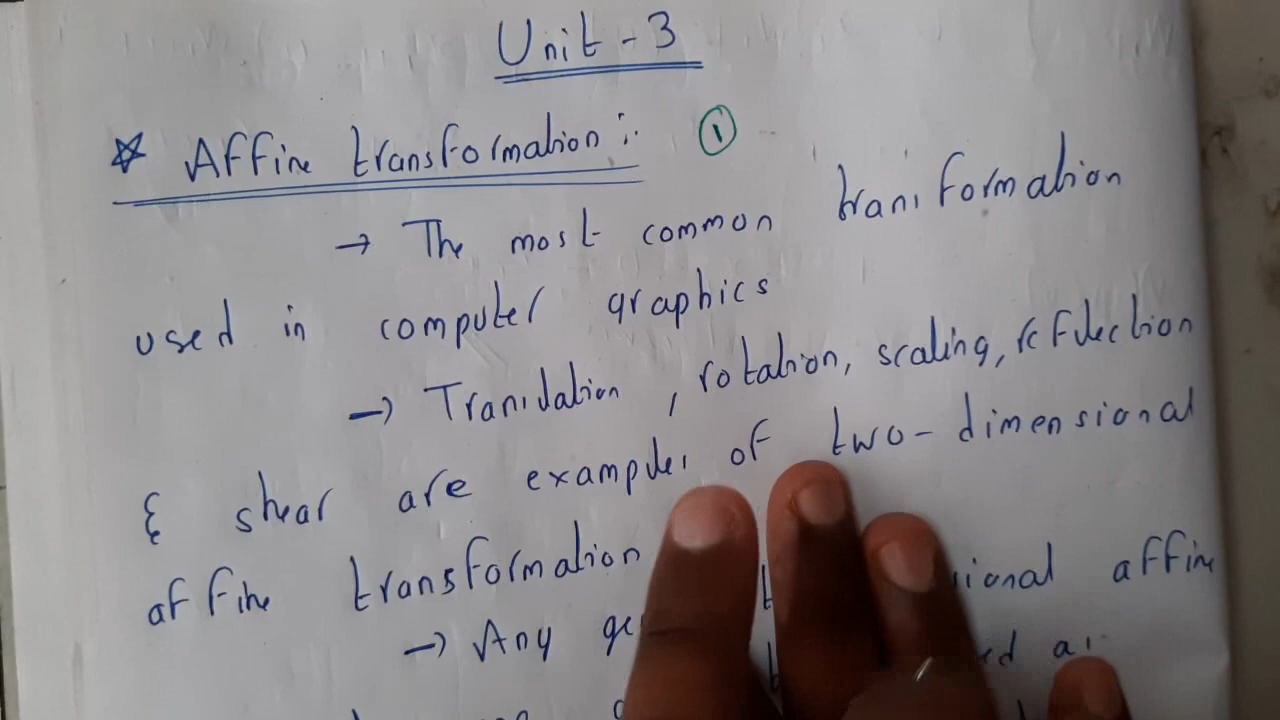 Unit - 3
☆ Affine transformation :. ①
→ The most common transformation
used in computer graphics
→ Translation, rotation, scaling, reflection
& shear are examples of two-dimensional
affine transformation
→ Any affine